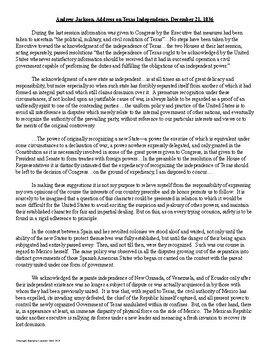 Andrew Jackson, Address on Texas Independence, December 21, 1836
During the last session information was given to Congress by the Executive that measures had been
taken to ascertain "the political, military, and civil condition of Texas".   No steps have been taken by the
Executive toward the acknowledgment of the independence of Texas…the two Houses at their last session,
acting separately, passed resolutions "that the independence of Texas ought to be acknowledged by the United
States whenever satisfactory information should be received that it had in successful operation a civil
government capable of performing the duties and fulfilling the obligations of an independent power."
The acknowledgment of a new state as independent… is at all times an act of great delicacy and
responsibility, but more especially so when such state has forcibly separated itself from another of which it had
formed an integral part and which still claims dominion over it.  A premature recognition under these
circumstances, if not looked upon as justifiable cause of war, is always liable to be regarded as a proof of an
unfriendly spirit to one of the contending parties… the uniform policy and practice of the United States is to
avoid all interference in disputes which merely relate to the internal government of other nations, and eventually
to recognize the authority of the prevailing party, without reference to our particular interests and views or to
the merits of the original controversy
…The power of originally recognizing a new State—a power the exercise of which is equivalent under
some circumstances to a declaration of war, a power nowhere expressly delegated, and only granted in the
Constitution as it is necessarily involved in some of the great powers given to Congress, in that given to the
President and Senate to form treaties with foreign powers…In the preamble to the resolution of the House of
Representatives it is distinctly intimated that the expediency of recognizing the independence of Texas should
be left to the decision of Congress … on the ground of expediency, I am disposed to concur…
In making these suggestions it is not my purpose to relieve myself from the responsibility of expressing
my own opinions of the course the interests of our country prescribe and its honor permits us to follow.  It is
scarcely to be imagined that a question of this character could be presented in relation to which it would be
more difficult for the United States to avoid exciting the suspicion and jealousy of other powers, and maintain
their established character for fair and impartial dealing. But on this, as on every trying occasion, safety is to be
found in a rigid adherence to principle.
In the contest between Spain and her revolted colonies we stood aloof and waited, not only until the
ability of the new States to protect themselves was fully established, but until the danger of their being again
subjugated had entirely passed away. Then, and not till then, were they recognized.  Such was our course in
regard to Mexico herself.  The same policy was observed in all the disputes growing out of the separation into
distinct governments of those Spanish American States who began or carried on the contest with the parent
country united under one form of government.
We acknowledged the separate independence of New Granada, of Venezuela, and of Ecuador only after
their independent existence was no longer a subject of dispute or was actually acquiesced in by those with
whom they had been previously united.  It is true that, with regard to Texas, the civil authority of Mexico has
been expelled, its invading army defeated, the chief of the Republic himself captured, and all present power to
control the newly organized Government of Texas annihilated within its confines.  But, on the other hand, there
is, in appearance at least, an immense disparity of physical force on the side of Mexico.  The Mexican Republic
under another executive is rallying its forces under a new leader and menacing a fresh invasion to recover its
lost dominion.